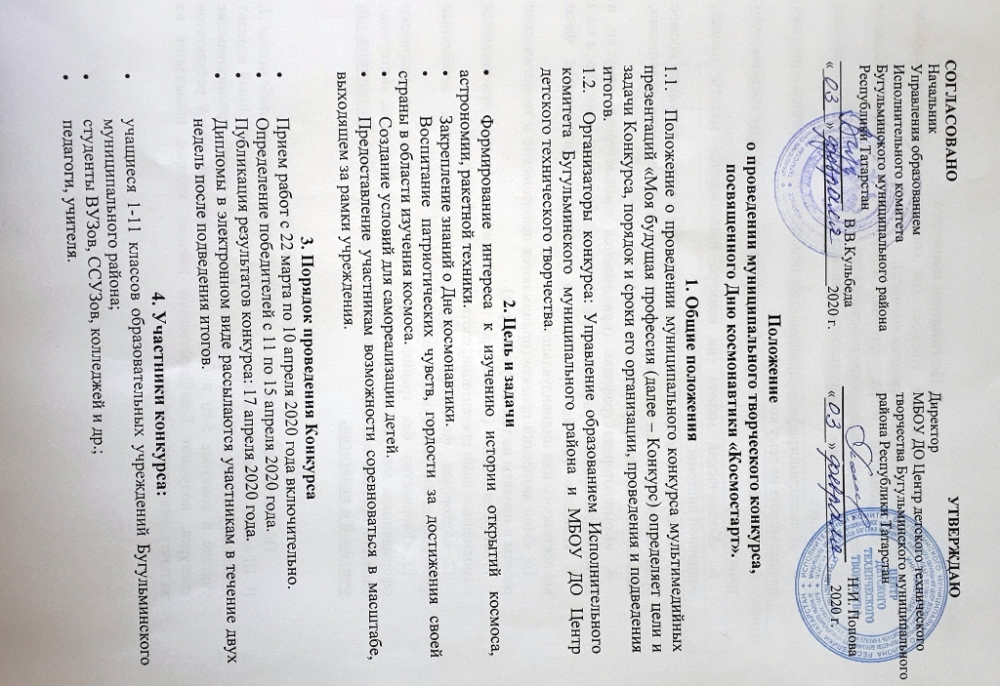 СОГЛАСОВАНО
Начальник
Управления образованием
Исполнительного комитета
Бугульминского муниципального района
Республики Татарстан
В.В.Кульбеда
« 03 » февраля 2020 г.
УТВЕРЖДАЮ
Директор
МБОУ ДО Центр детского технического
творчества Бугульминского муниципального
района Республики Татарстан
Н.И. Попова
« 03 » февраля 2020 г.
Положение
о проведении муниципального творческого конкурса,
посвященного Дню космонавтики «Космостарт».
1. Общие положения
1.1. Положение о проведении муниципального конкурса мультимедийных
презентаций «Моя будущая профессия (далее – Конкурс) определяет цели и
задачи Конкурса, порядок и сроки его организации, проведения и подведения
итогов.
1.2. Организаторы конкурса: Управление образованием Исполнительного
комитета Бугульминского муниципального района и МБОУ ДО Центр
детского технического творчества.
2. Цель и задачи
• Формирование интереса к изучению истории открытий космоса,
астрономии, ракетной техники.
• Закрепление знаний о Дне космонавтики.
• Воспитание патриотических чувств, гордости за достижения своей
страны в области изучения космоса.
• Создание условий для самореализации детей.
• Предоставление участникам возможности соревноваться в масштабе,
выходящем за рамки учреждения.
3. Порядок проведения Конкурса
• Прием работ с 22 марта по 10 апреля 2020 года включительно.
• Определение победителей с 11 по 15 апреля 2020 года.
• Публикация результатов конкурса: 17 апреля 2020 года.
• Дипломы в электронном виде рассылаются участникам в течение двух
недель после подведения итогов.
4. Участники конкурса:
• учащиеся 1-11 классов образовательных учреждений Бугульминского
муниципального района;
• студенты ВУЗов, ССУЗов, колледжей и др.;
• педагоги, учителя.
ЦЕНТР
ДЕТСКОГО
ТЕХНИЧЕСКОГО